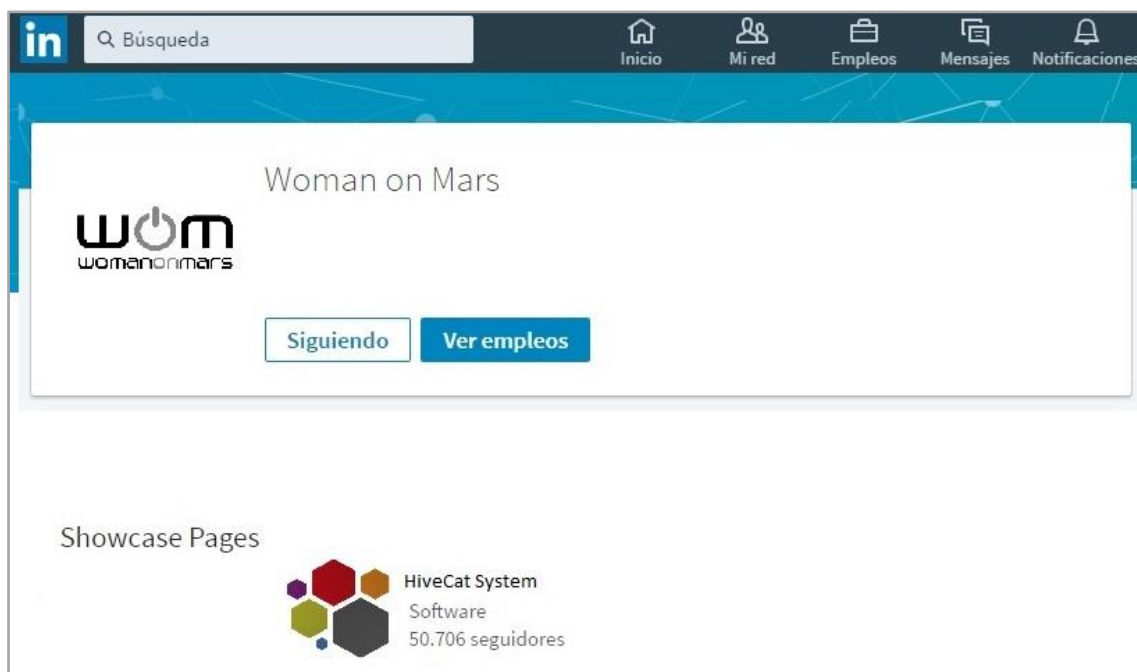 in Búsqueda Inicio Mi red Empleos Mensajes Notificaciones
Woman on Mars
wom
womanonmars
Siguiendo Ver empleos
Showcase Pages
HiveCat System
Software
50.706 seguidores